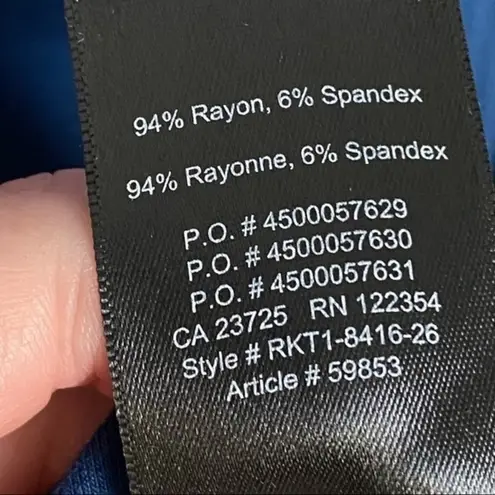 94% Rayon, 6% Spandex
94% Rayonne, 6% Spandex
P.O. # 4500057629
P.O. # 4500057630
P.O. # 4500057631
CA 23725 RN 122354
Style # RKT1-8416-26
Article # 59853